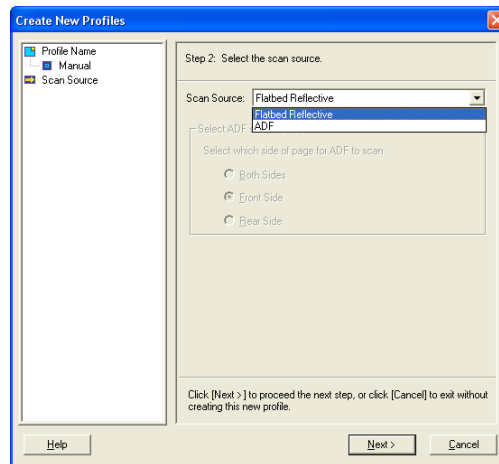 Create New Profiles
Profile Name
Manual
Scan Source
Step 2: Select the scan source.
Scan Source: Flatbed Reflective
Flatbed Reflective
ADF
Select ADF
Select which side of page for ADF to scan:
Both Sides
Front Side
Rear Side
Click [Next >] to proceed the next step, or click [Cancel] to exit without
creating this new profile.
Help
Next >
Cancel